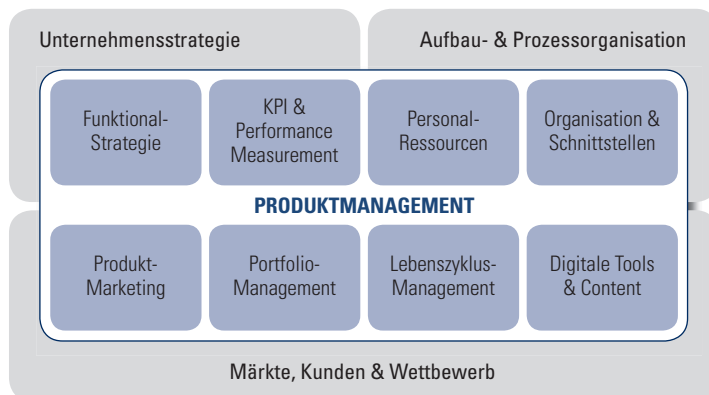 Unternehmensstrategie
Aufbau- & Prozessorganisation
Funktional-
Strategie
KPI &
Performance
Measurement
Personal-
Ressourcen
Organisation &
Schnittstellen
PRODUKTMANAGEMENT
Produkt-
Marketing
Portfolio-
Management
Lebenszyklus-
Management
Digitale Tools
& Content
Märkte, Kunden & Wettbewerb